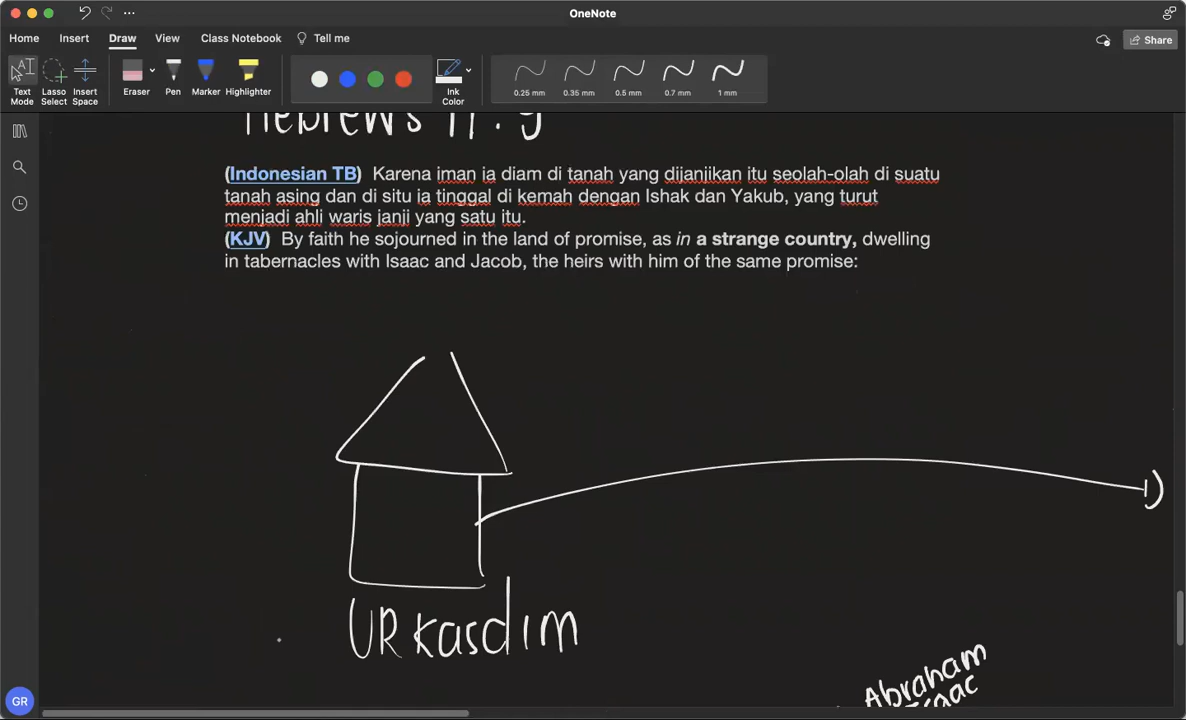 OneNote
Home Insert Draw View Class Notebook Tell me
Share
Text Mode
Lasso Select
Insert Space
Eraser
Pen
Marker
Highlighter
Ink Color
0.25 mm 0.35 mm 0.5 mm 0.7 mm 1 mm
Hebrews 11:9
(Indonesian TB) Karena iman ia diam di tanah yang dijanjikan itu seolah-olah di suatu
tanah asing dan di situ ia tinggal di kemah dengan Ishak dan Yakub, yang turut
menjadi ahli waris janji yang satu itu.
(KJV) By faith he sojourned in the land of promise, as in a strange country, dwelling
in tabernacles with Isaac and Jacob, the heirs with him of the same promise:
UR kasdim
Abraham
Isaac
GR